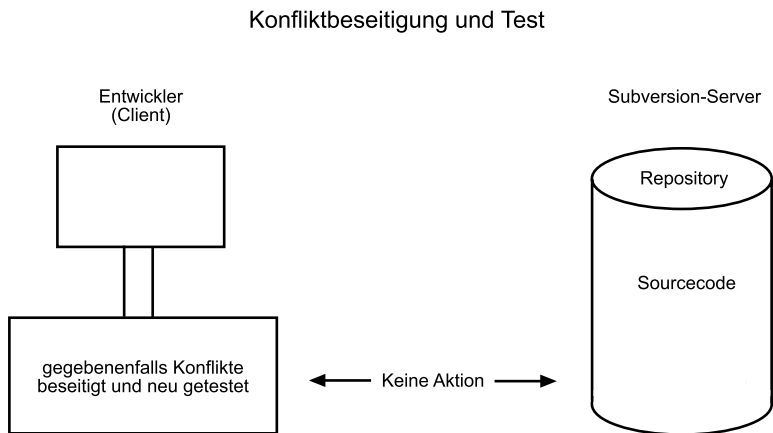 Konfliktbeseitigung und Test
Entwickler
(Client)
Subversion-Server
Repository
Sourcecode
gegebenenfalls Konflikte
beseitigt und neu getestet
Keine Aktion